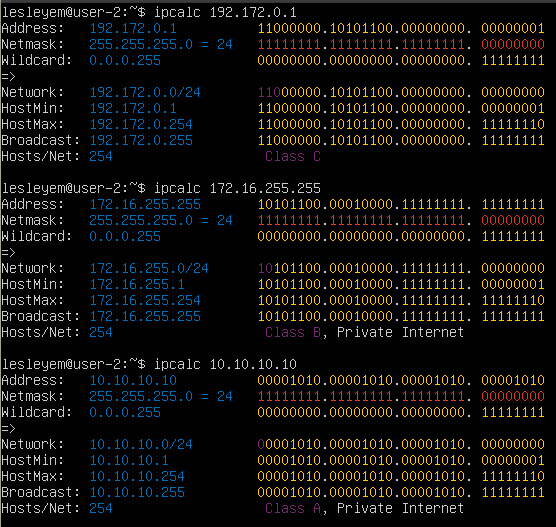 lesleyem@user-2:~$ ipcalc 192.172.0.1
Address:   192.172.0.1          11000000.10101100.00000000. 00000001
Netmask:   255.255.255.0 = 24   11111111.11111111.11111111. 00000000
Wildcard:  0.0.0.255            00000000.00000000.00000000. 11111111
=>
Network:   192.172.0.0/24       11000000.10101100.00000000. 00000000
HostMin:   192.172.0.1          11000000.10101100.00000000. 00000001
HostMax:   192.172.0.254        11000000.10101100.00000000. 11111110
Broadcast: 192.172.0.255        11000000.10101100.00000000. 11111111
Hosts/Net: 254                   Class C
lesleyem@user-2:~$ ipcalc 172.16.255.255
Address:   172.16.255.255       10101100.00010000.11111111. 11111111
Netmask:   255.255.255.0 = 24   11111111.11111111.11111111. 00000000
Wildcard:  0.0.0.255            00000000.00000000.00000000. 11111111
=>
Network:   172.16.255.0/24      10101100.00010000.11111111. 00000000
HostMin:   172.16.255.1         10101100.00010000.11111111. 00000001
HostMax:   172.16.255.254       10101100.00010000.11111111. 11111110
Broadcast: 172.16.255.255       10101100.00010000.11111111. 11111111
Hosts/Net: 254                   Class B, Private Internet
lesleyem@user-2:~$ ipcalc 10.10.10.10
Address:   10.10.10.10          00001010.00001010.00001010. 00001010
Netmask:   255.255.255.0 = 24   11111111.11111111.11111111. 00000000
Wildcard:  0.0.0.255            00000000.00000000.00000000. 11111111
=>
Network:   10.10.10.0/24        00001010.00001010.00001010. 00000000
HostMin:   10.10.10.1           00001010.00001010.00001010. 00000001
HostMax:   10.10.10.254         00001010.00001010.00001010. 11111110
Broadcast: 10.10.10.255         00001010.00001010.00001010. 11111111
Hosts/Net: 254                   Class A, Private Internet